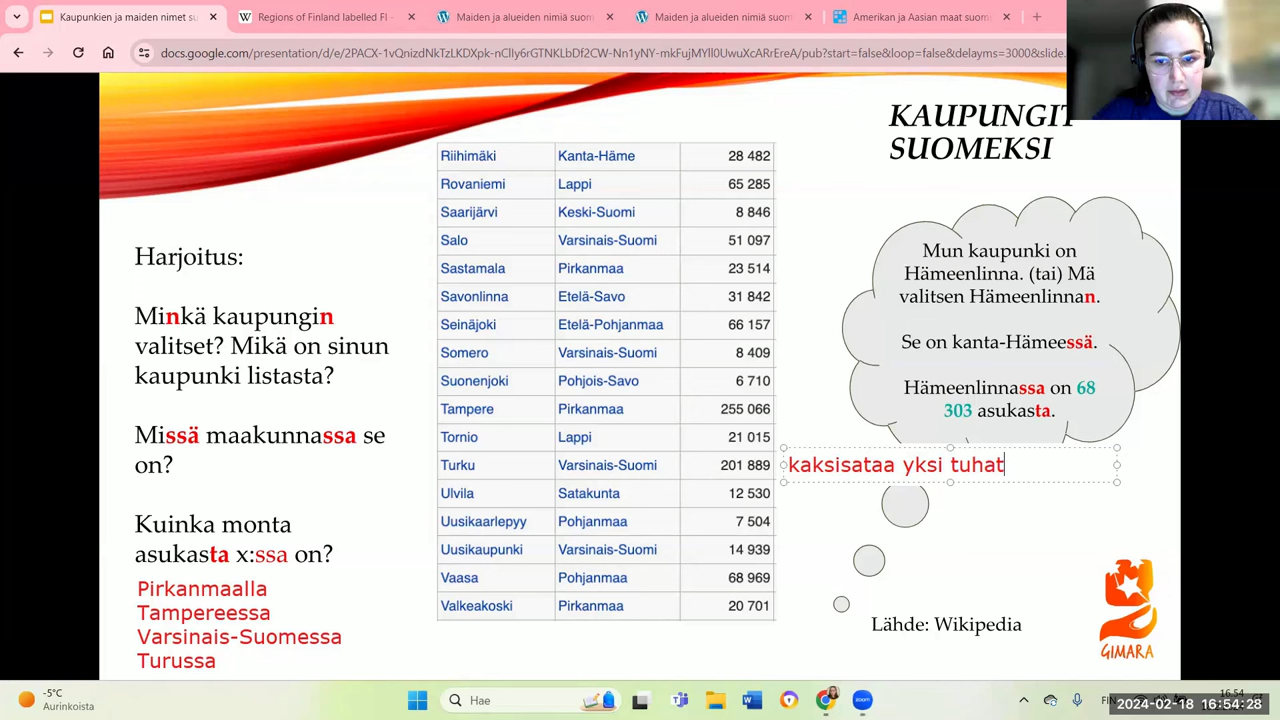 Kaupunkien ja maiden nimet su
Regions of Finland labelled FI –
Maiden ja alueiden nimiä suom
Maiden ja alueiden nimiä suom
Amerikan ja Aasian maat suom
docs.google.com/presentation/d/e/2PACX-1vQnizdNkTzLKDXpk-nClly6rGTNKLbDf2CW-Nn1yNY-mkFujMYll0UwuXcARrEreA/pub?start=false&loop=false&delayms=3000&slide
KAUPUNGIT
SUOMEKSI
Harjoitus:
Minkä kaupungin
valitset? Mikä on sinun
kaupunki listasta?
Missä maakunnassa se
on?
Kuinka monta
asukasta x:ssa on?
Pirkanmaalla
Tampereessa
Varsinais-Suomessa
Turussa
Riihimäki Kanta-Häme 28 482
Rovaniemi Lappi 65 285
Saarijärvi Keski-Suomi 8 846
Salo Varsinais-Suomi 51 097
Sastamala Pirkanmaa 23 514
Savonlinna Etelä-Savo 31 842
Seinäjoki Etelä-Pohjanmaa 66 157
Somero Varsinais-Suomi 8 409
Suonenjoki Pohjois-Savo 6 710
Tampere Pirkanmaa 255 066
Tornio Lappi 21 015
Turku Varsinais-Suomi 201 889
Ulvila Satakunta 12 530
Uusikaarlepyy Pohjanmaa 7 504
Uusikaupunki Varsinais-Suomi 14 939
Vaasa Pohjanmaa 68 969
Valkeakoski Pirkanmaa 20 701
Mun kaupunki on
Hämeenlinna. (tai) Mä
valitsen Hämeenlinnan.
Se on kanta-Hämeessä.
Hämeenlinnassa on 68
303 asukasta.
kaksisataa yksi tuhat
Lähde: Wikipedia
GIMARA
-5°C
Aurinkoista
Hae
FIN
16.54
2024-02-18 16:54:28